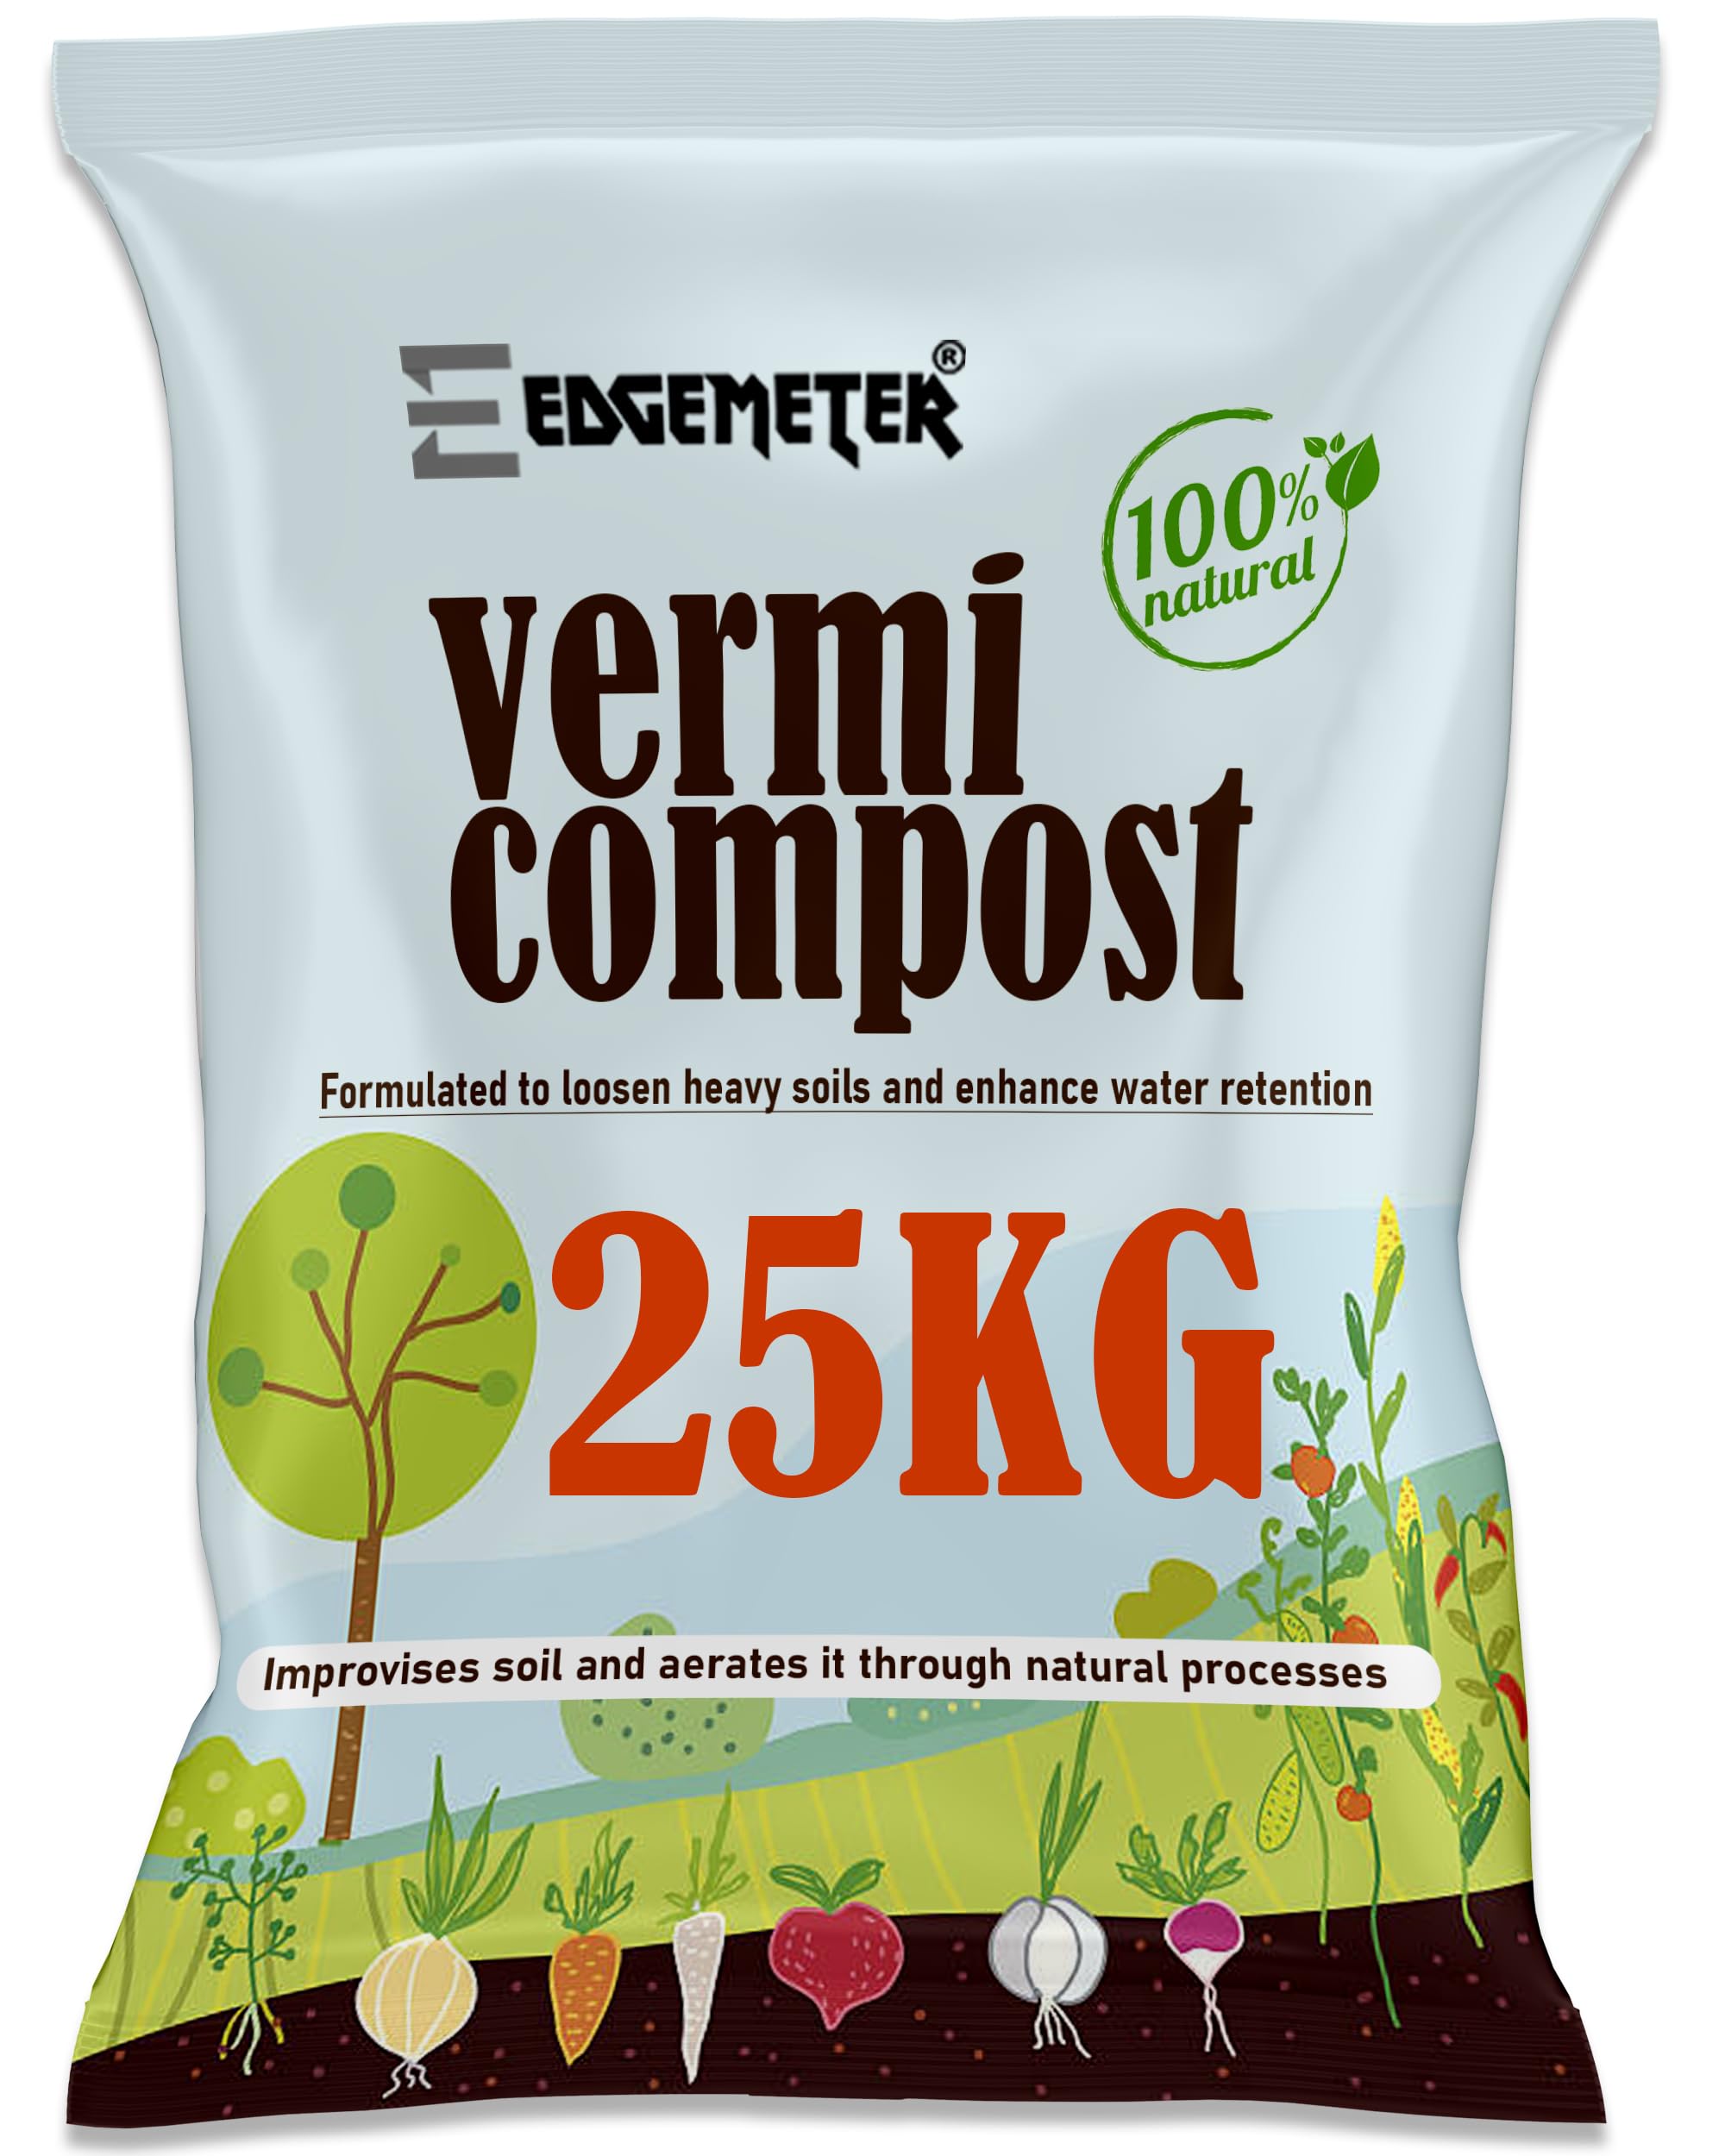 EDGEMETER®
100%
natural
vermi
compost
Formulated to loosen heavy soils and enhance water retention
25KG
Improvises soil and aerates it through natural processes